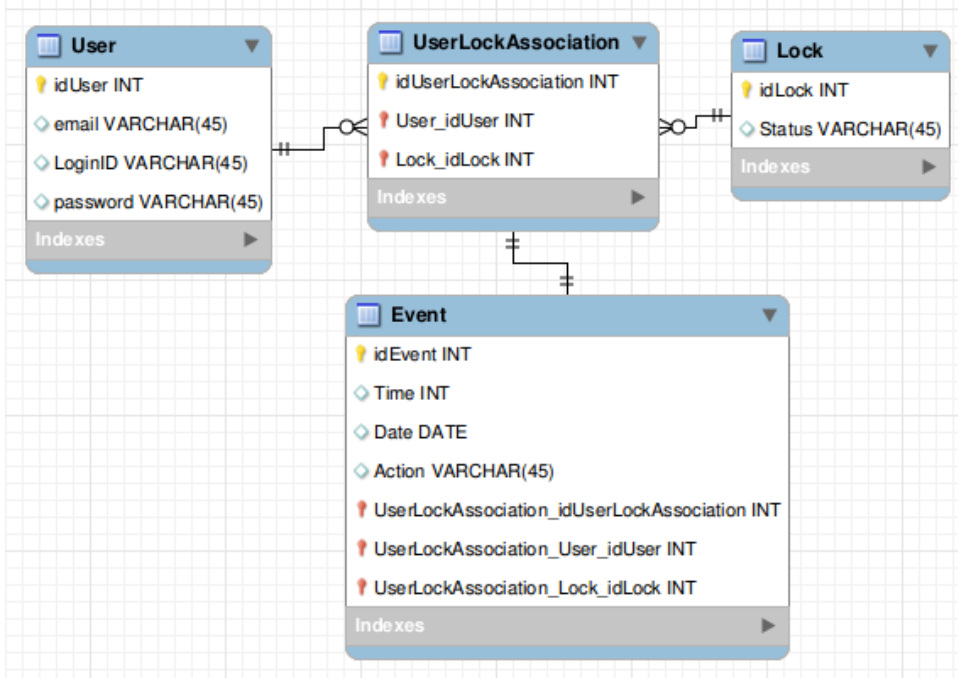 User
idUser INT
email VARCHAR(45)
LoginID VARCHAR(45)
password VARCHAR(45)
Indexes
UserLockAssociation
idUserLockAssociation INT
User_idUser INT
Lock_idLock INT
Indexes
Lock
idLock INT
Status VARCHAR(45)
Indexes
Event
idEvent INT
Time INT
Date DATE
Action VARCHAR(45)
UserLockAssociation_idUserLockAssociation INT
UserLockAssociation_User_idUser INT
UserLockAssociation_Lock_idLock INT
Indexes